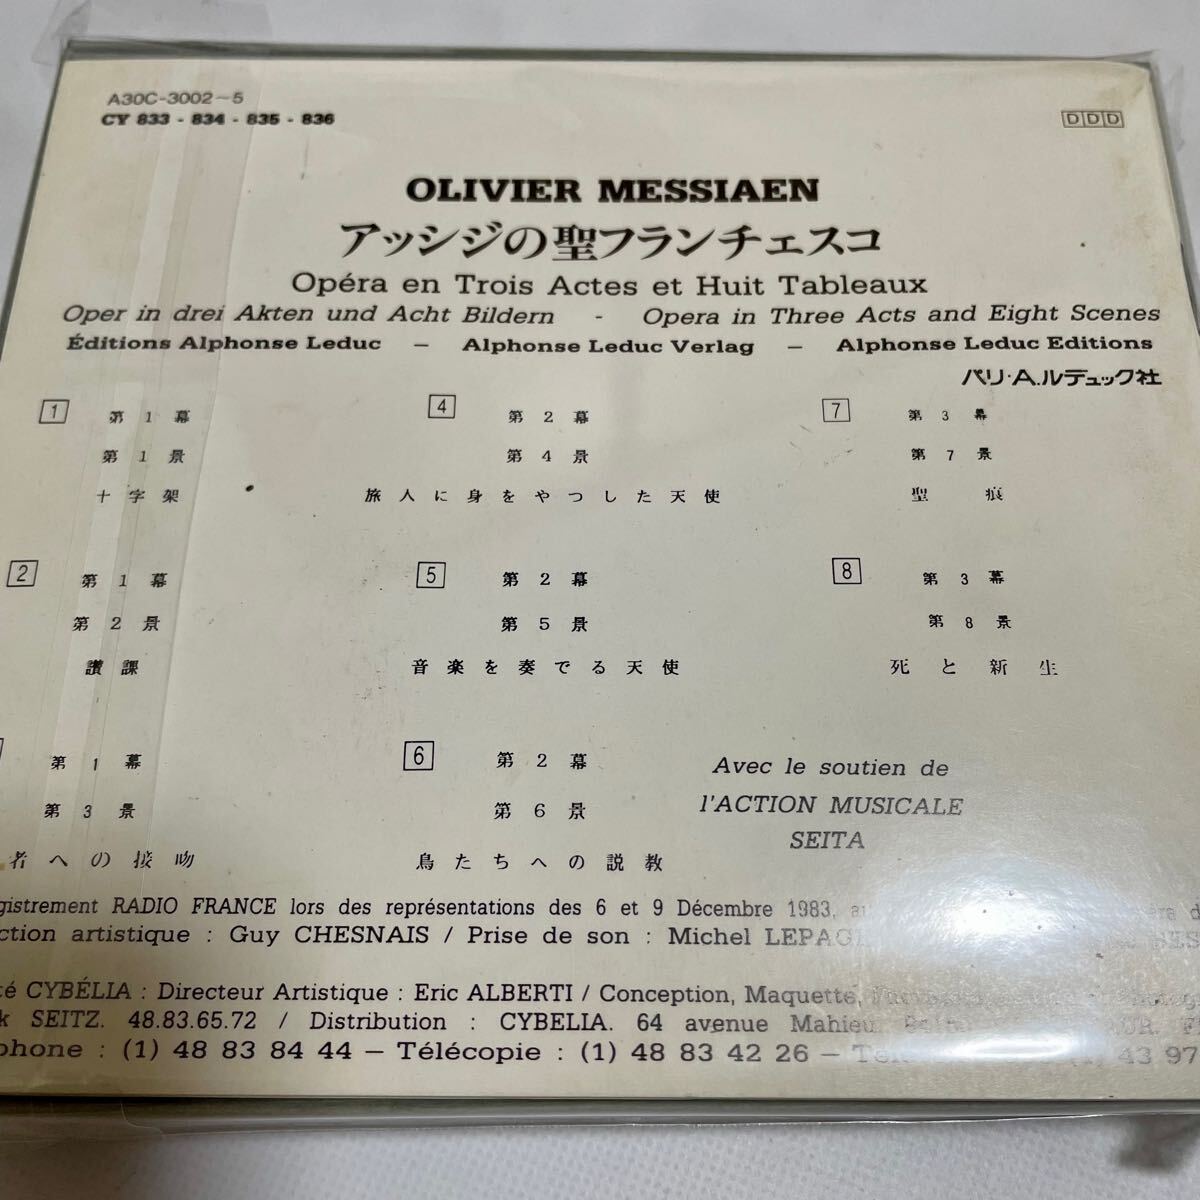 A30C-3002~5
CY 833 - 834 - 835 - 836
DDD
OLIVIER MESSIAEN
アッシジの聖フランチェスコ
Opéra en Trois Actes et Huit Tableaux
Oper in drei Akten und Acht Bildern - Opera in Three Acts and Eight Scenes
Éditions Alphonse Leduc – Alphonse Leduc Verlag – Alphonse Leduc Editions
パリ・A.ルデュック社
1 第1幕
第1景
十字架
2 第1幕
第2景
讃課
第1幕
第3景
者への接吻
4 第2幕
第4景
旅人に身をやつした天使
5 第2幕
第5景
音楽を奏でる天使
6 第2幕
第6景
鳥たちへの説教
7 第3幕
第7景
聖痕
8 第3幕
第8景
死と新生
Avec le soutien de
l'ACTION MUSICALE
SEITA
gistrement RADIO FRANCE lors des représentations des 6 et 9 Décembre 1983, au
ction artistique : Guy CHESNAIS / Prise de son : Michel LEPAGE
té CYBÉLIA : Directeur Artistique : Eric ALBERTI / Conception, Maquette,
k SEITZ. 48.83.65.72 / Distribution : CYBELIA. 64 avenue Mahieu.
phone : (1) 48 83 84 44 – Télécopie : (1) 48 83 42 26 – (1) 43 97